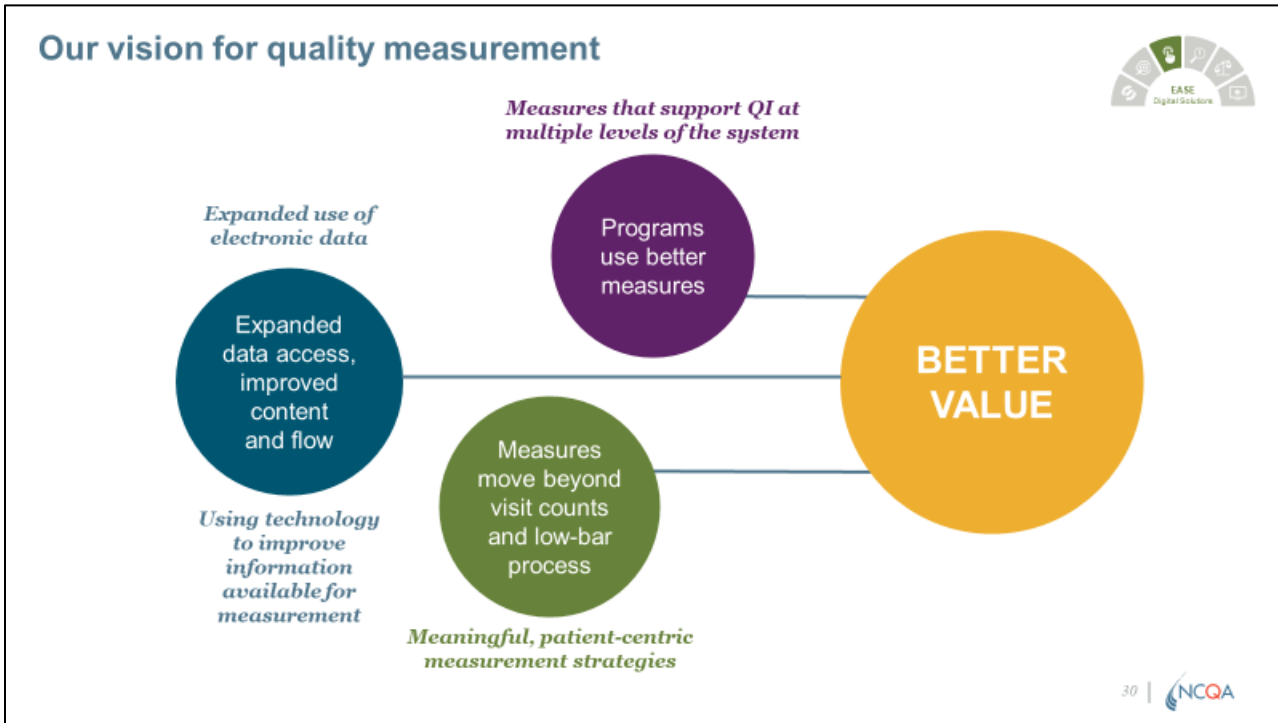 Our vision for quality measurement
EASE
Digital Solutions
Measures that support QI at
multiple levels of the system
Expanded use of
electronic data
Programs
use better
measures
Expanded
data access,
improved
content
and flow
BETTER
VALUE
Measures
move beyond
visit counts
and low-bar
process
Using technology
to improve
information
available for
measurement
Meaningful, patient-centric
measurement strategies
30 |
NCQA